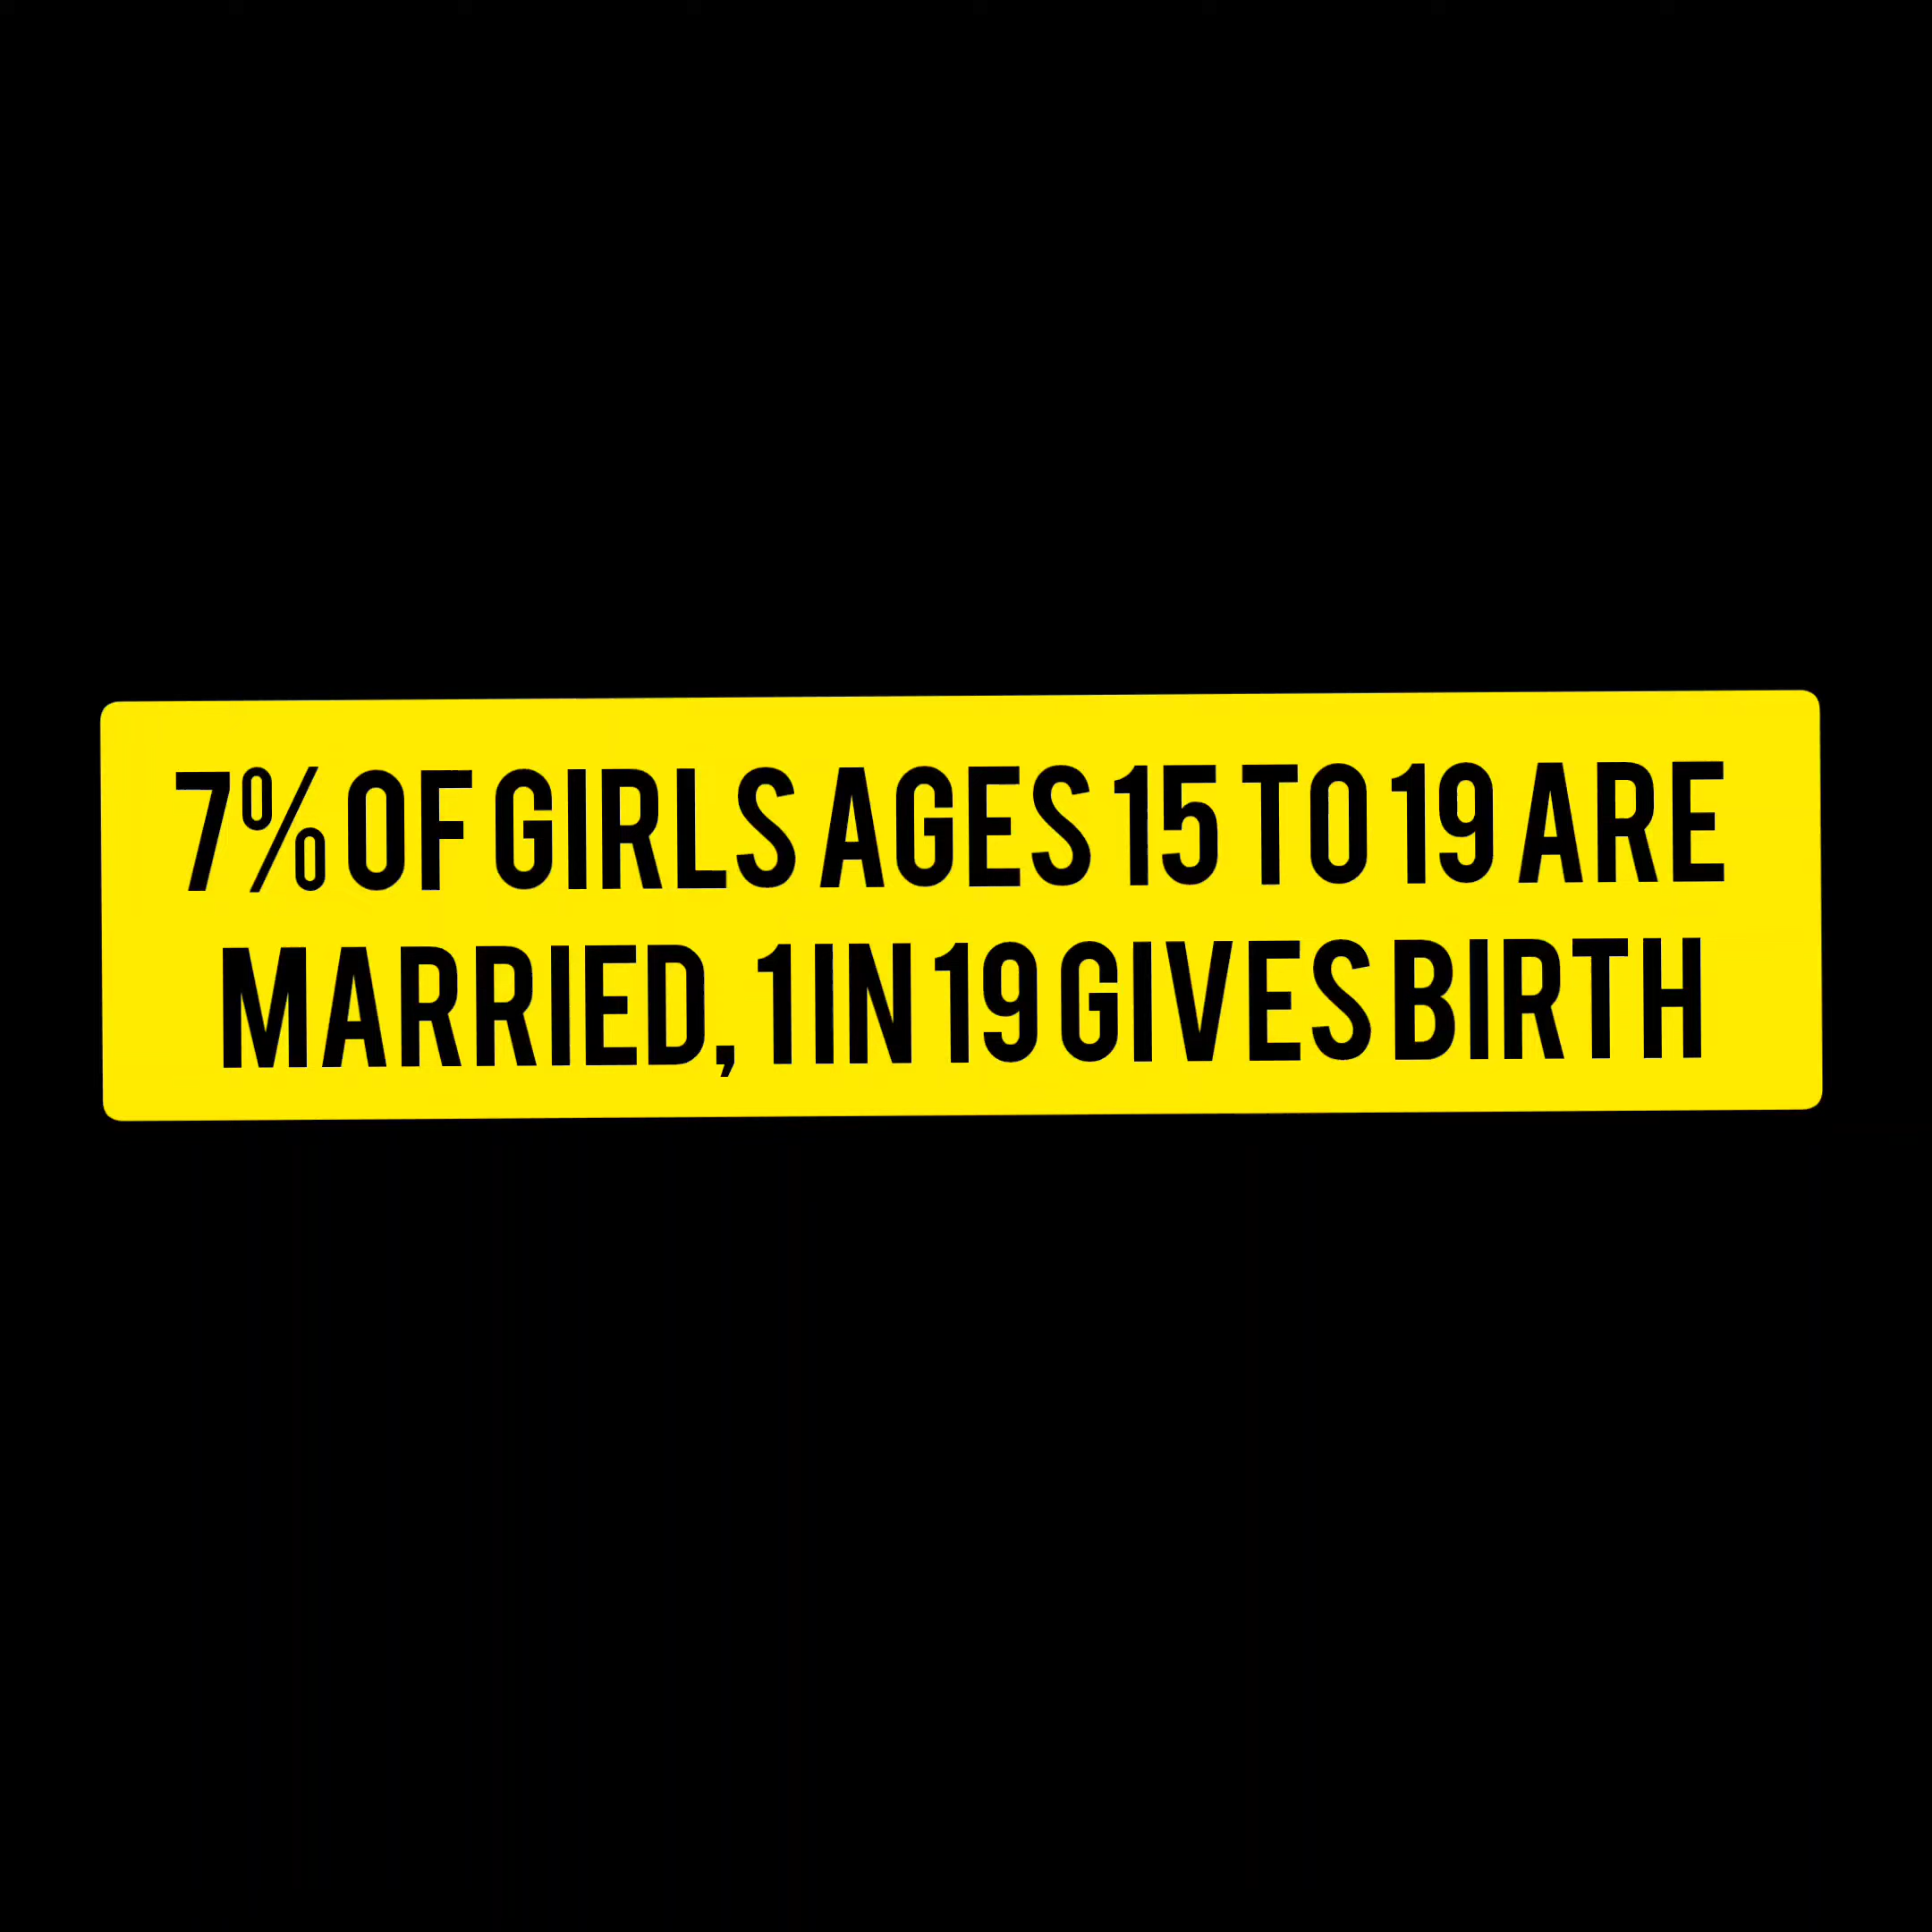 7% OF GIRLS AGES 15 TO 19 ARE
MARRIED, 1 IN 19 GIVES BIRTH